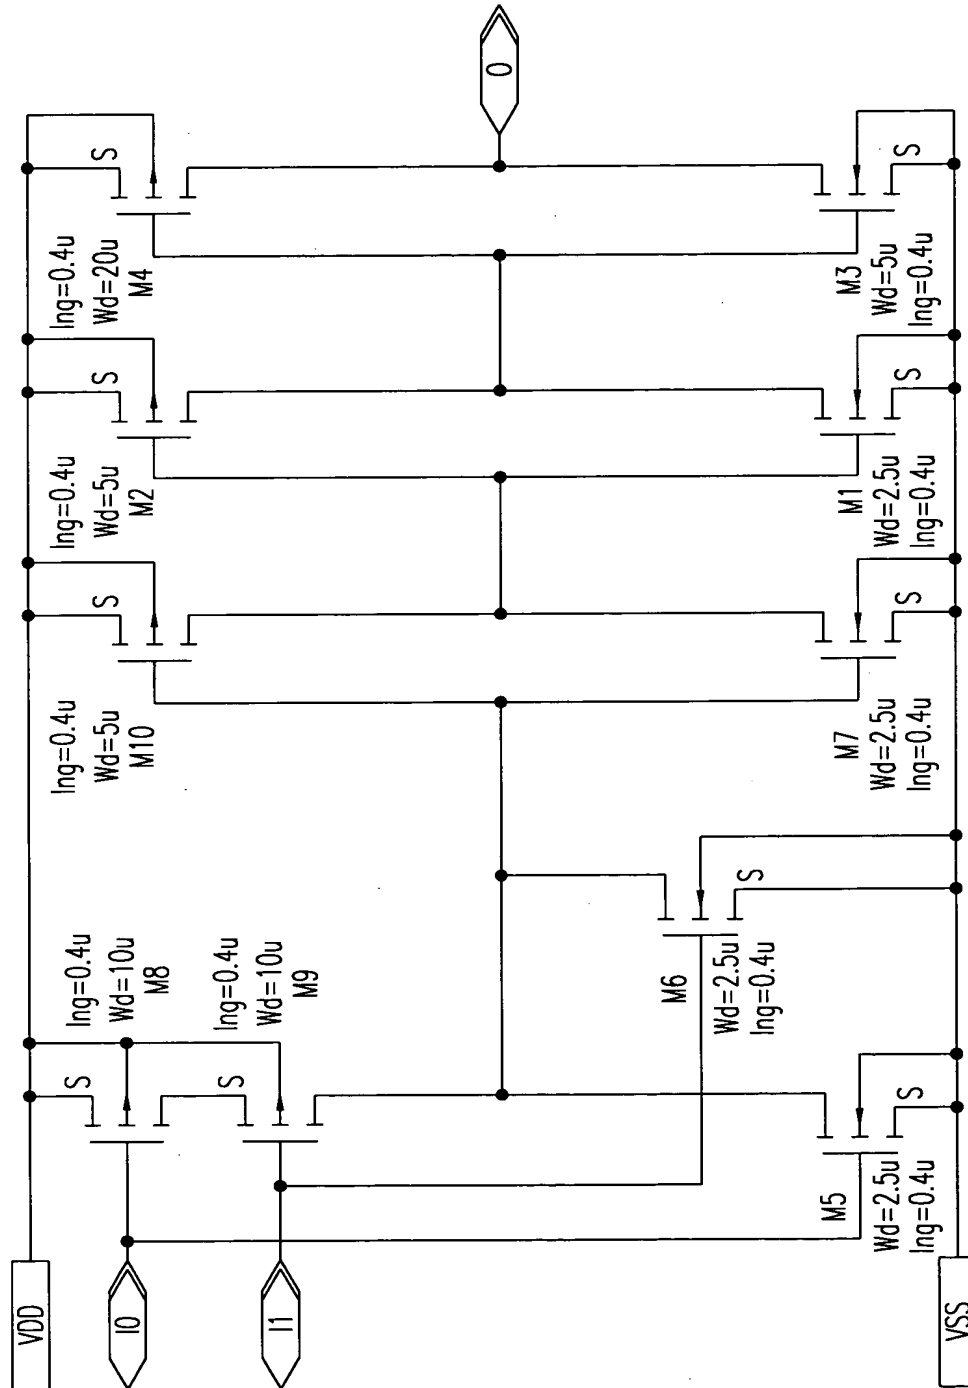 VDD
S
lng=0.4u
Wd=10u
M8
S
lng=0.4u
Wd=10u
M9
S
lng=0.4u
Wd=5u
M10
S
lng=0.4u
Wd=5u
M2
S
lng=0.4u
Wd=20u
M4
S
I0
I1
O
M6
Wd=2.5u
lng=0.4u
S
M5
Wd=2.5u
lng=0.4u
S
M7
Wd=2.5u
lng=0.4u
S
M1
Wd=2.5u
lng=0.4u
S
M3
Wd=5u
lng=0.4u
S
VSS